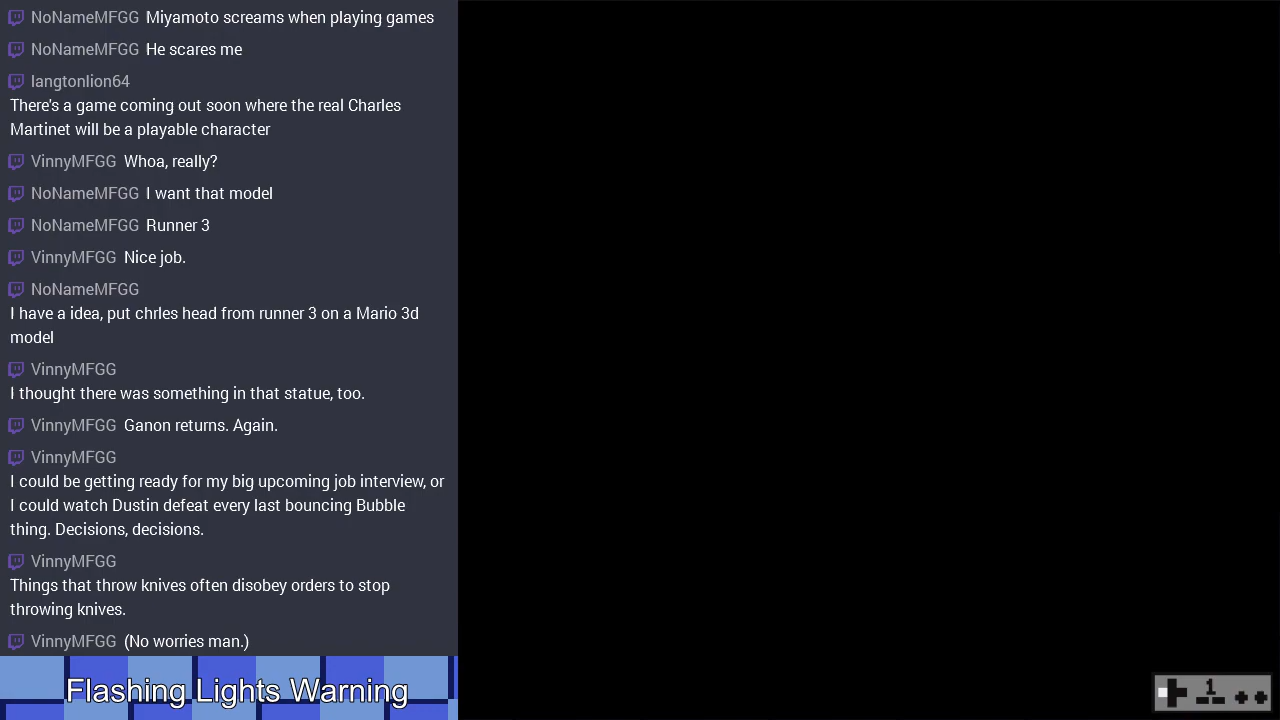 NoNameMFGG Miyamoto screams when playing games
NoNameMFGG He scares me
langtonlion64
There's a game coming out soon where the real Charles
Martinet will be a playable character
VinnyMFGG Whoa, really?
NoNameMFGG I want that model
NoNameMFGG Runner 3
VinnyMFGG Nice job.
NoNameMFGG
I have a idea, put chrles head from runner 3 on a Mario 3d
model
VinnyMFGG
I thought there was something in that statue, too.
VinnyMFGG Ganon returns. Again.
VinnyMFGG
I could be getting ready for my big upcoming job interview, or
I could watch Dustin defeat every last bouncing Bubble
thing. Decisions, decisions.
VinnyMFGG
Things that throw knives often disobey orders to stop
throwing knives.
VinnyMFGG (No worries man.)
Flashing Lights Warning
1